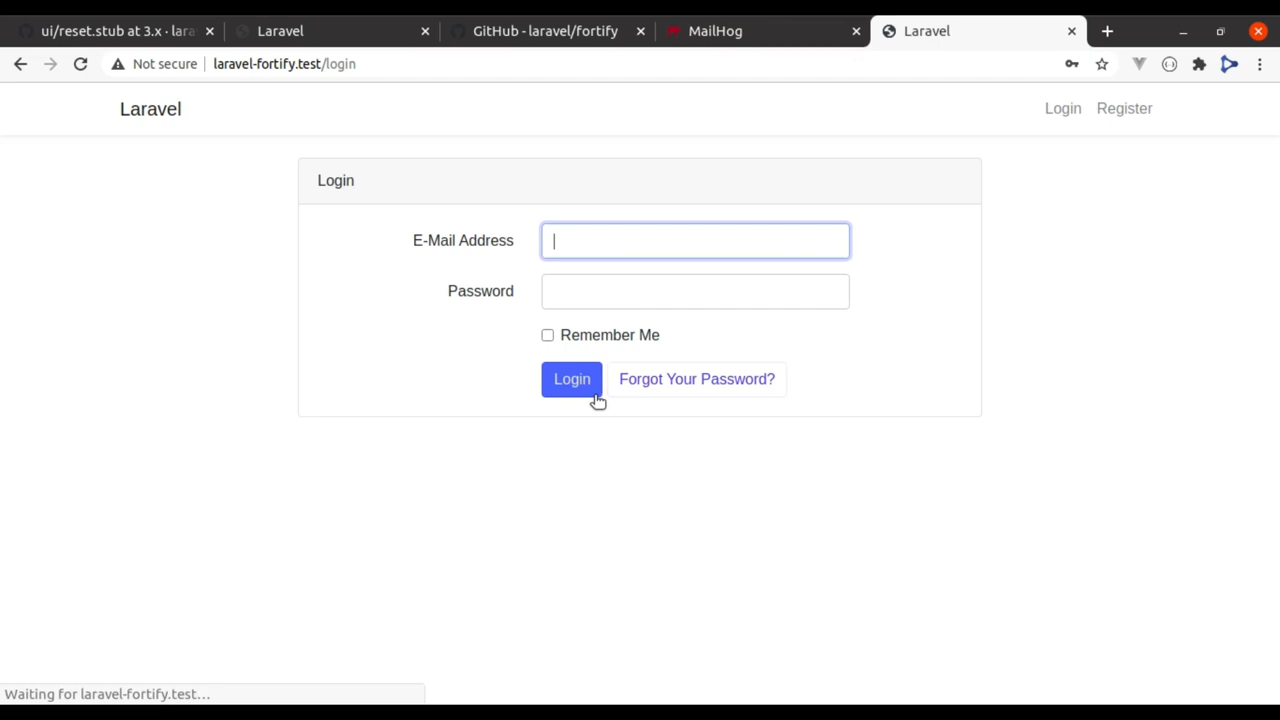 ui/reset.stub at 3.x · lara
Laravel
GitHub - laravel/fortify
MailHog
Laravel
Not secure
laravel-fortify.test/login
Laravel
Login
Register
Login
E-Mail Address
Password
Remember Me
Login
Forgot Your Password?
Waiting for laravel-fortify.test...